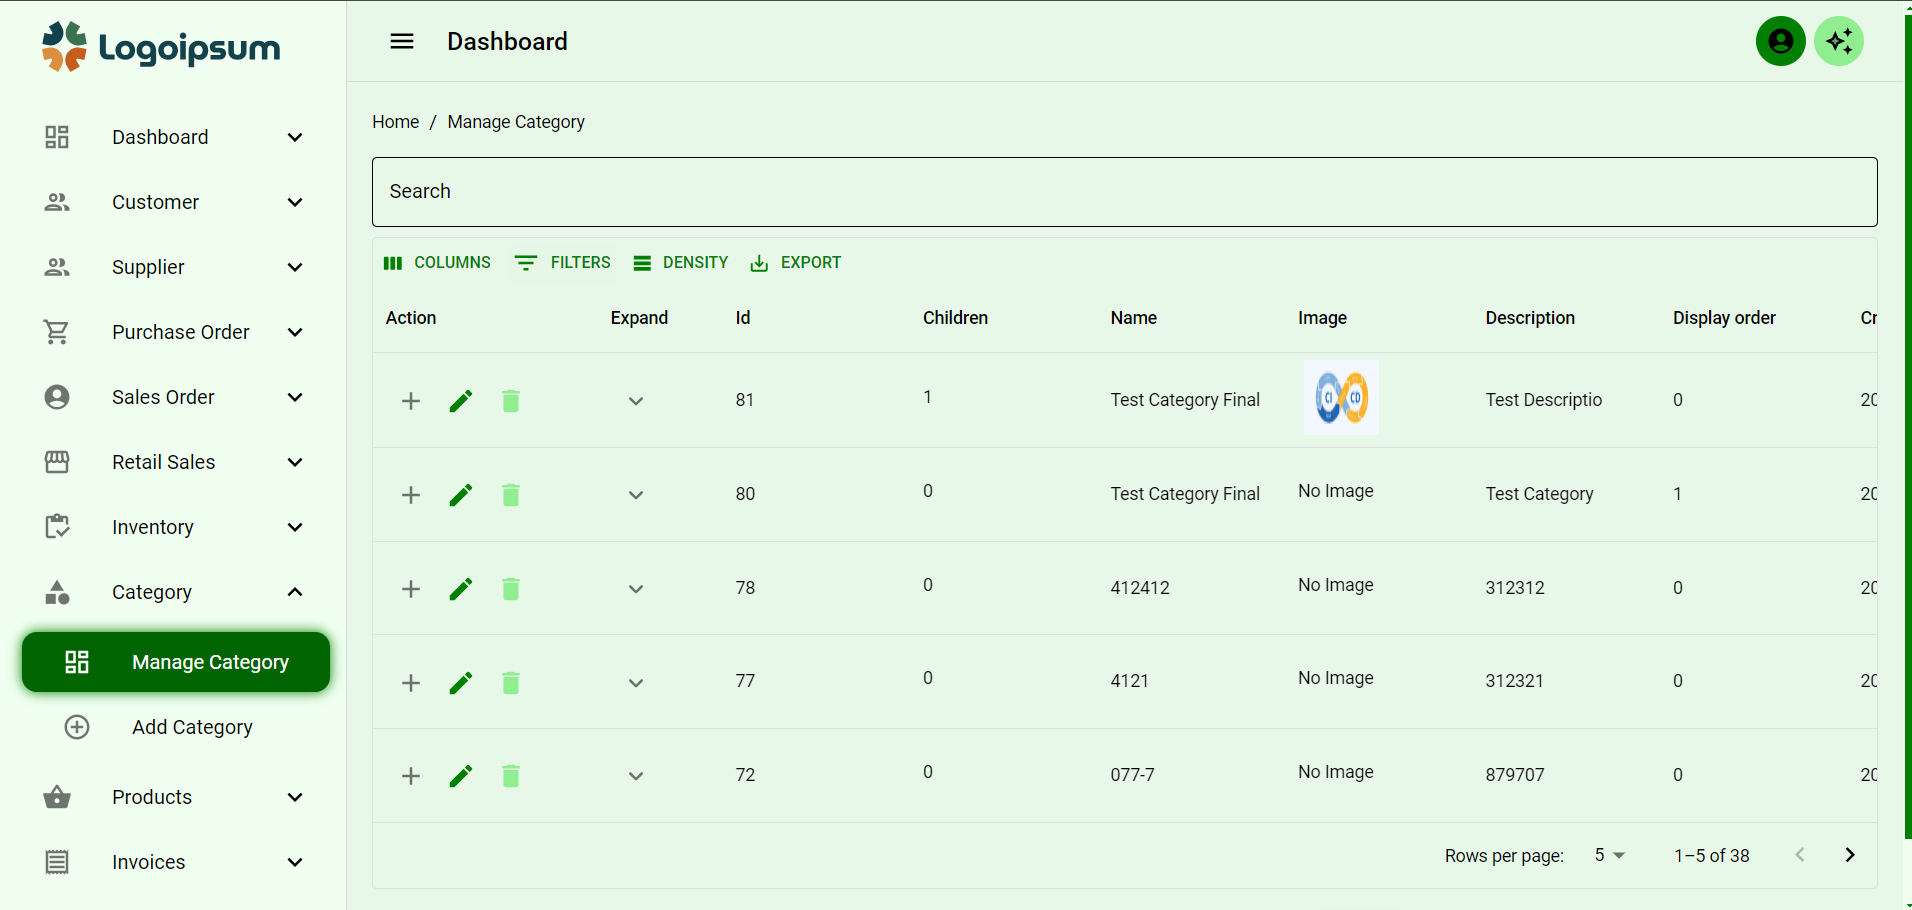 Logoipsum
Dashboard
Customer
Supplier
Purchase Order
Sales Order
Retail Sales
Inventory
Category
Manage Category
Add Category
Products
Invoices
Dashboard
Home / Manage Category
Search
COLUMNS FILTERS DENSITY EXPORT
Action Expand Id Children Name Image Description Display order Cr
81 1 Test Category Final CI CD Test Descriptio 0 20
80 0 Test Category Final No Image Test Category 1 20
78 0 412412 No Image 312312 0 20
77 0 4121 No Image 312321 0 20
72 0 077-7 No Image 879707 0 20
Rows per page: 5 1–5 of 38